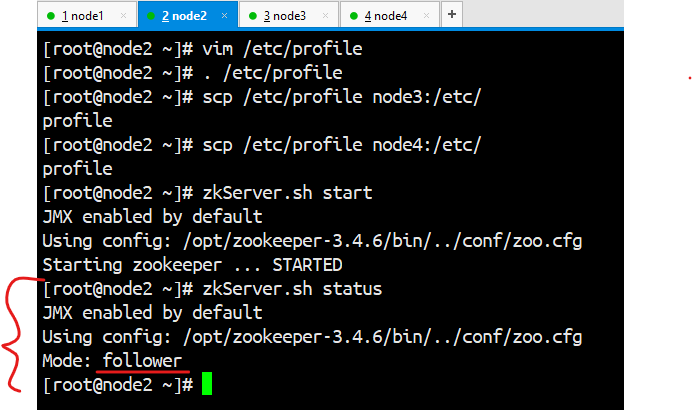 1 node1 × 2 node2 × 3 node3 × 4 node4 × +
[root@node2 ~]# vim /etc/profile
[root@node2 ~]# . /etc/profile
[root@node2 ~]# scp /etc/profile node3:/etc/
profile
[root@node2 ~]# scp /etc/profile node4:/etc/
profile
[root@node2 ~]# zkServer.sh start
JMX enabled by default
Using config: /opt/zookeeper-3.4.6/bin/../conf/zoo.cfg
Starting zookeeper ... STARTED
[root@node2 ~]# zkServer.sh status
JMX enabled by default
Using config: /opt/zookeeper-3.4.6/bin/../conf/zoo.cfg
Mode: follower
[root@node2 ~]#